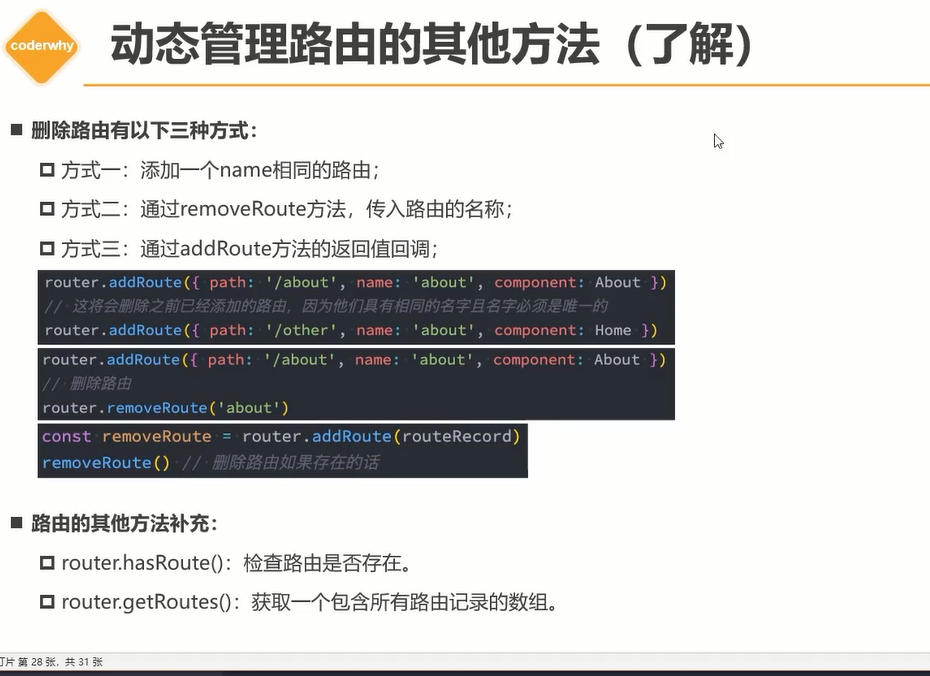 coderwhy
动态管理路由的其他方法（了解）
删除路由有以下三种方式：
方式一：添加一个name相同的路由；
方式二：通过removeRoute方法，传入路由的名称；
方式三：通过addRoute方法的返回值回调；
router.addRoute({ path: '/about', name: 'about', component: About })
// 这将会删除之前已经添加的路由，因为他们具有相同的名字且名字必须是唯一的
router.addRoute({ path: '/other', name: 'about', component: Home })
router.addRoute({ path: '/about', name: 'about', component: About })
// 删除路由
router.removeRoute('about')
const removeRoute = router.addRoute(routeRecord)
removeRoute() // 删除路由如果存在的话
路由的其他方法补充：
router.hasRoute()：检查路由是否存在。
router.getRoutes()：获取一个包含所有路由记录的数组。
灯片 第 28 张，共 31 张